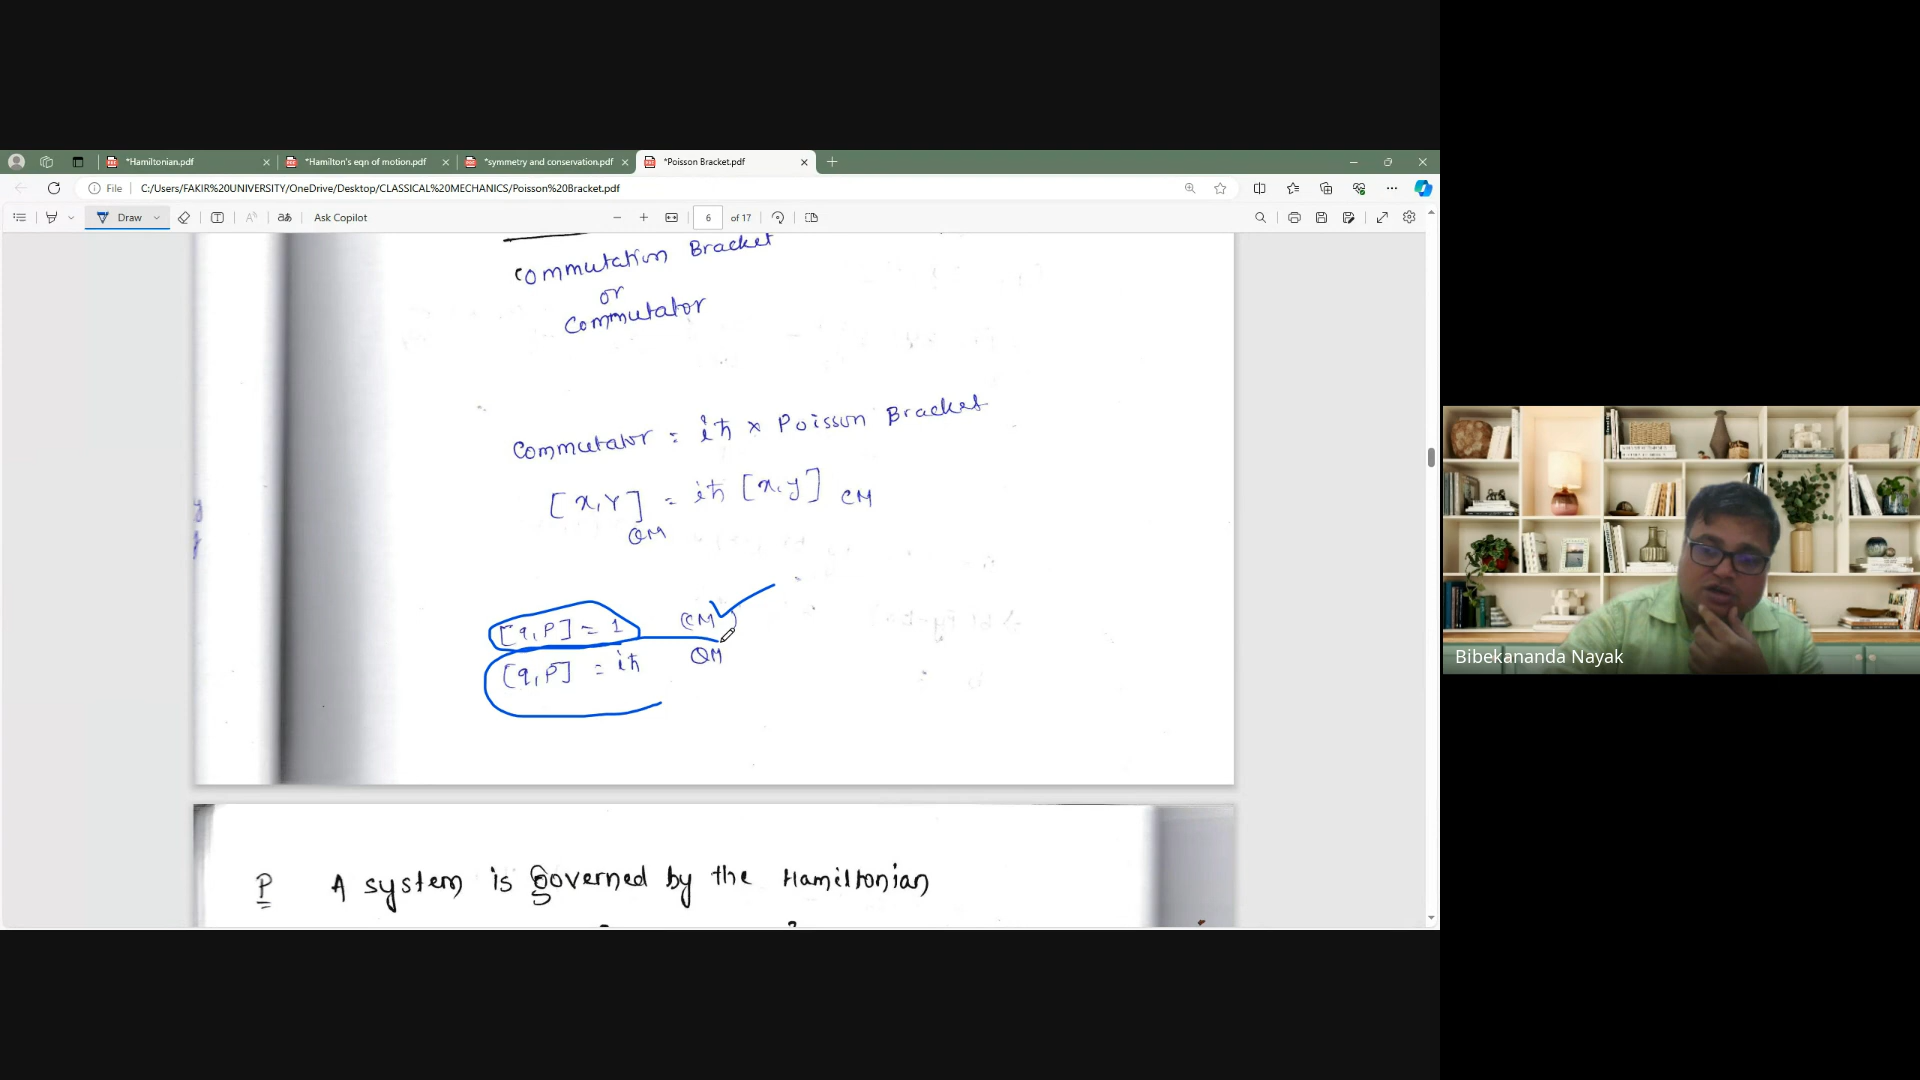 *Hamiltonian.pdf
*Hamilton's eqn of motion.pdf
*symmetry and conservation.pdf
*Poisson Bracket.pdf
File
C:/Users/FAKIR%20UNIVERSITY/OneDrive/Desktop/CLASSICAL%20MECHANICS/Poisson%20Bracket.pdf
Draw
Ask Copilot
6 of 17
Commutation Bracket
or
Commutator
Commutator = iħ x Poisson Bracket
[x,Y] QM = iħ [x,y] CM
[q,P] = 1 (CM)
[q,P] = iħ QM
P A system is governed by the Hamiltonian
Bibekananda Nayak